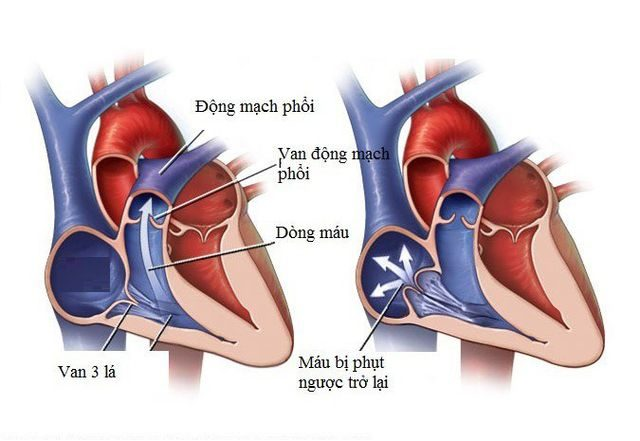 Động mạch phổi
Van động mạch
phổi
Dòng máu
Van 3 lá
Máu bị phụt
ngược trở lại